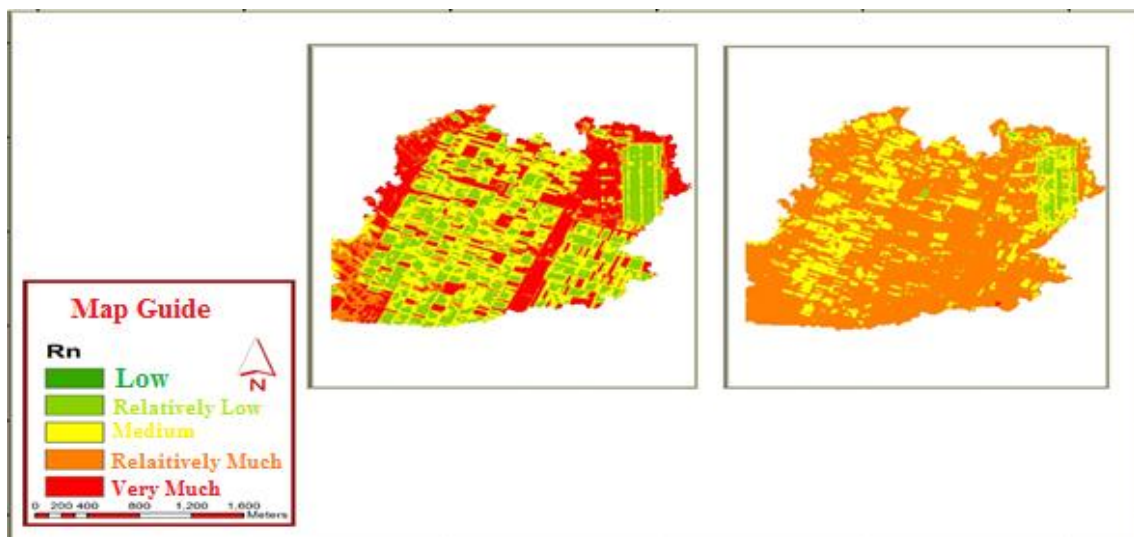 Map Guide
Rn
N
Low
Relatively Low
Medium
Relaitively Much
Very Much
0 200 400 800 1,200 1,600
Meters